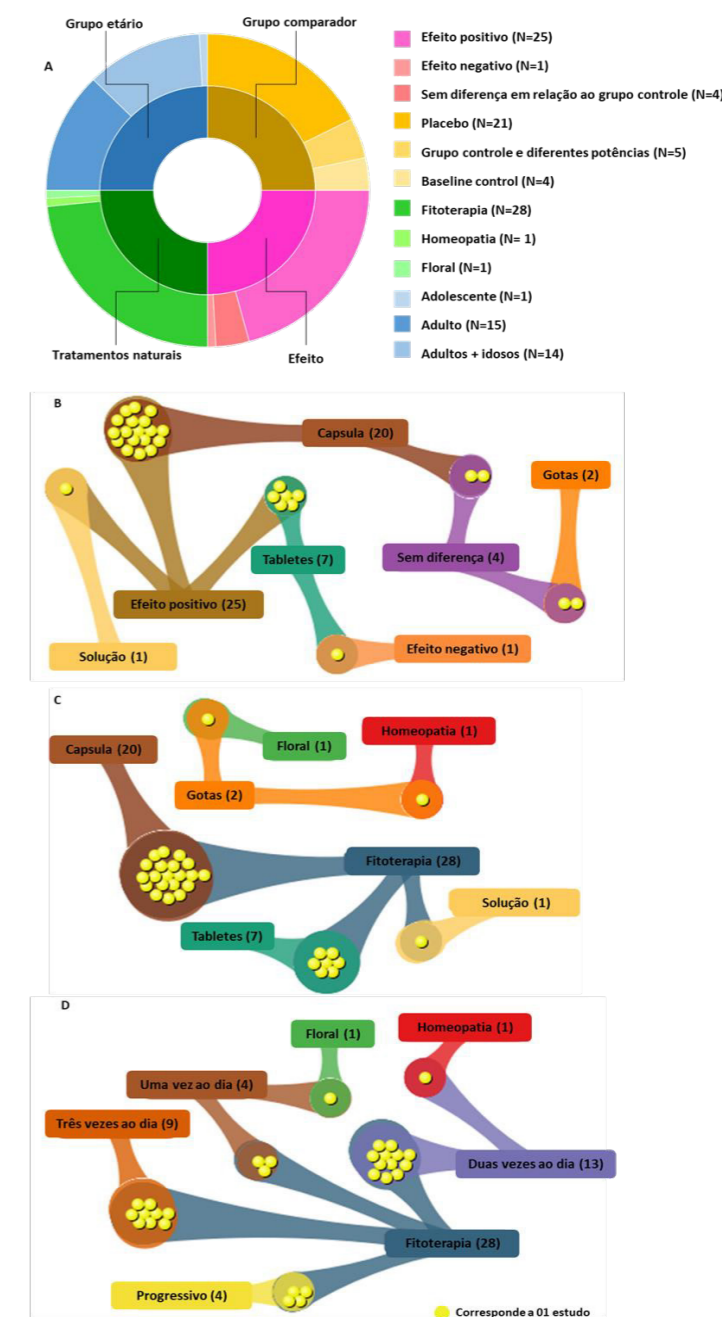 Grupo etário
Grupo comparador
A
Tratamentos naturais
Efeito
Efeito positivo (N=25)
Efeito negativo (N=1)
Sem diferença em relação ao grupo controle (N=4)
Placebo (N=21)
Grupo controle e diferentes potências (N=5)
Baseline control (N=4)
Fitoterapia (N=28)
Homeopatia (N= 1)
Floral (N=1)
Adolescente (N=1)
Adulto (N=15)
Adultos + idosos (N=14)
B
Capsula (20)
Gotas (2)
Tabletes (7)
Sem diferença (4)
Efeito positivo (25)
Solução (1)
Efeito negativo (1)
C
Capsula (20)
Floral (1)
Homeopatia (1)
Gotas (2)
Fitoterapia (28)
Solução (1)
Tabletes (7)
D
Floral (1)
Homeopatia (1)
Uma vez ao dia (4)
Três vezes ao dia (9)
Duas vezes ao dia (13)
Fitoterapia (28)
Progressivo (4)
Corresponde a 01 estudo